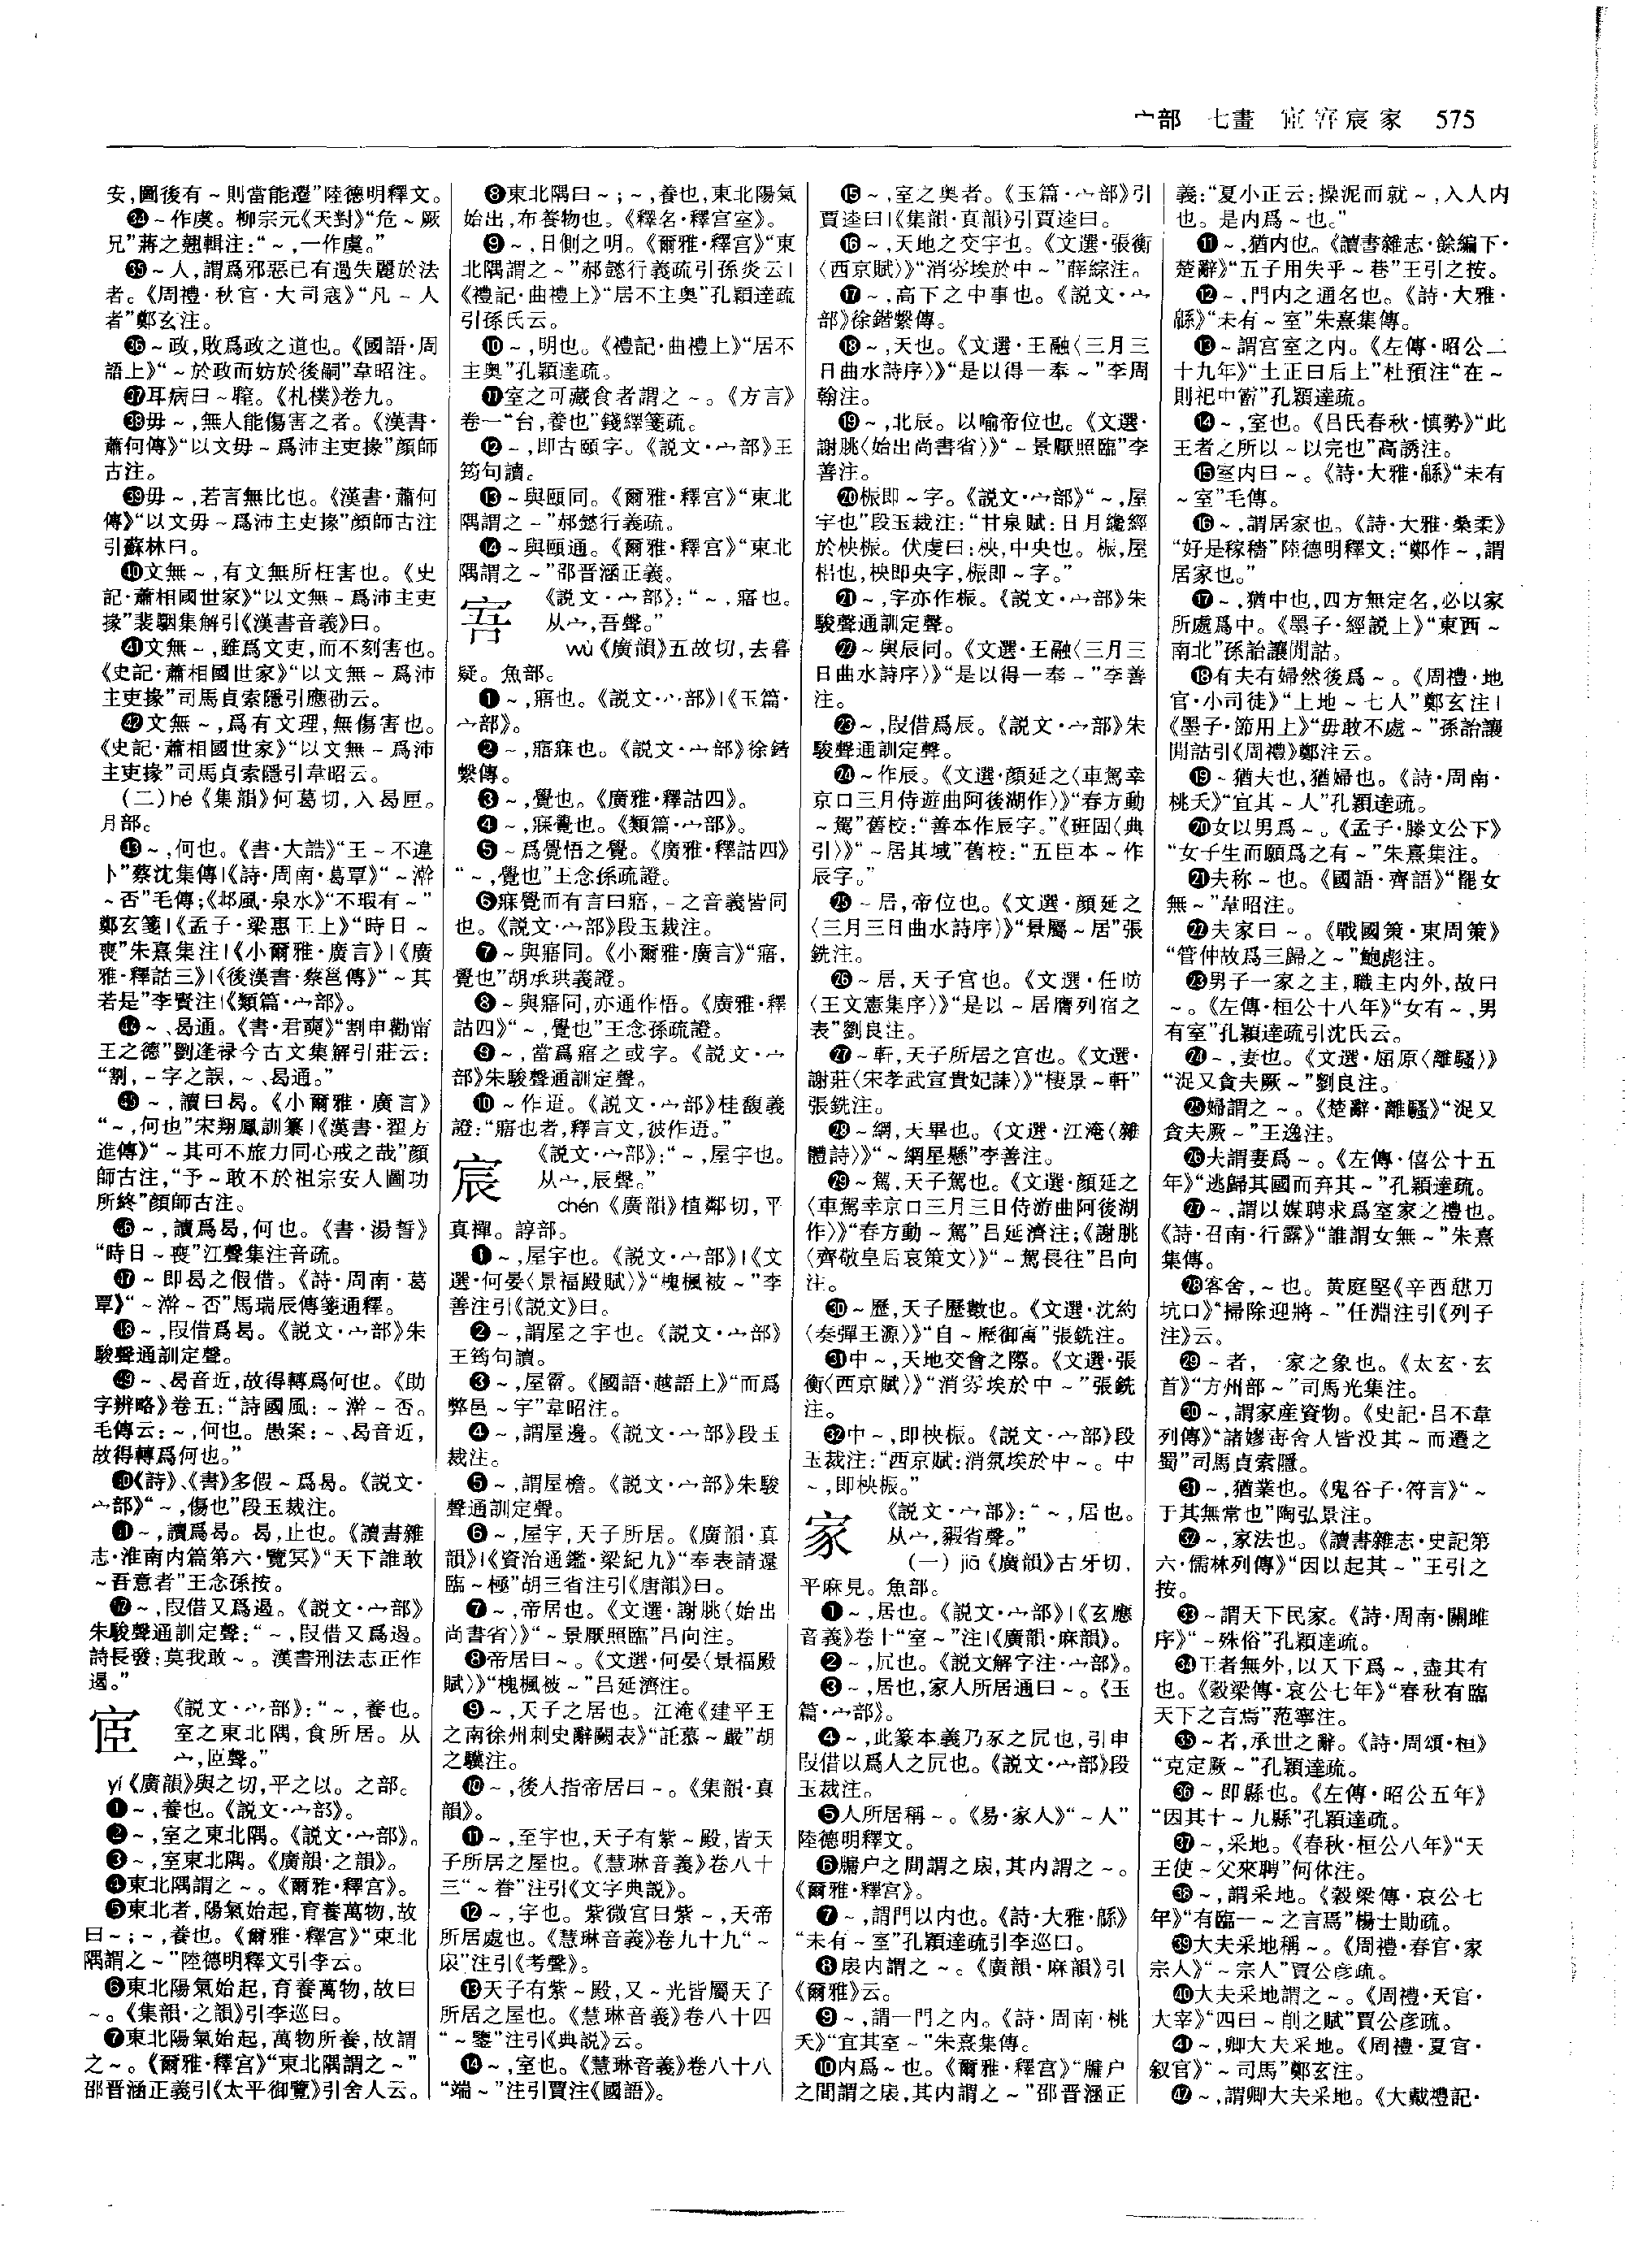 宀部　七畫　宧寤宸家　575
安，圖後有～則當能遷”陸德明釋文。
㉞～作虞。柳宗元《天對》“危～厥
兄”蔣之翹輯注：“～，一作虞。”
㉟～人，謂爲邪惡已有過失麗於法
者。《周禮·秋官·大司寇》“凡～人
者”鄭玄注。
㊱～政，敗爲政之道也。《國語·周
語上》“～於政而妨於後嗣”韋昭注。
㊲耳病曰～聹。《札樸》卷九。
㊳毋～，無人能傷害之者。《漢書·
蕭何傳》“以文毋～爲沛主吏掾”顔師
古注。
㊴毋～，若言無比也。《漢書·蕭何
傳》“以文毋～爲沛主史掾”顔師古注
引蘇林曰。
㊵文無～，有文無所枉害也。《史
記·蕭相國世家》“以文無～爲沛主吏
掾”裴駰集解引《漢書音義》曰。
㊶文無～，雖爲文吏，而不刻害也。
《史記·蕭相國世家》“以文無～爲沛
主吏掾”司馬貞索隱引應劭云。
㊷文無～，爲有文理，無傷害也。
《史記·蕭相國世家》“以文無～爲沛
主吏掾”司馬貞索隱引韋昭云。
（二）hé《集韻》何葛切，入曷匣。
月部。
㊸～，何也。《書·大誥》“王～不違
卜”蔡沈集傳|《詩·周南·葛覃》“～澣
～否”毛傳；《邶風·泉水》“不瑕有～”
鄭玄箋|《孟子·梁惠王上》“時日～
喪”朱熹集注|《小爾雅·廣言》|《廣
雅·釋詁三》|《後漢書·蔡邕傳》“～其
若是”李賢注|《類篇·宀部》。
㊹～、曷通。《書·君奭》“割申勸甯
王之德”劉逢禄今古文集解引莊云：
“割，～字之誤，～、曷通。”
㊺～，讀曰曷。《小爾雅·廣言》
“～，何也”宋翔鳳訓纂|《漢書·翟方
進傳》“～其可不旅力同心戒之哉”顔
師古注，“予～敢不於祖宗安人圖功
所終”顔師古注。
㊻～，讀爲曷，何也。《書·湯誓》
“時日～喪”江聲集注音疏。
㊼～即曷之假借。《詩·周南·葛
覃》“～澣～否”馬瑞辰傳箋通釋。
㊽～，叚借爲曷。《説文·宀部》朱
駿聲通訓定聲。
㊾～、曷音近，故得轉爲何也。《助
字辨略》卷五：“詩國風：～澣～否。
毛傳云：～，何也。愚案：～、曷音近，
故得轉爲何也。”
㊿《詩》、《書》多假～爲曷。《説文·
宀部》“～，傷也”段玉裁注。
～，讀爲曷。曷，止也。《讀書雜
志·淮南内篇第六·覽冥》“天下誰敢
～吾意者”王念孫按。
～，叚借又爲遏。《説文·宀部》
朱駿聲通訓定聲：“～，叚借又爲遏。
詩長發：莫我敢～。漢書刑法志正作
遏。”
宧
《説文·宀部》：“～，養也。
室之東北隅，食所居。从
宀，𦣞聲。”
yí《廣韻》與之切，平之以。之部。
❶～，養也。《説文·宀部》。
❷～，室之東北隅。《説文·宀部》。
❸～，室東北隅。《廣韻·之韻》。
❹東北隅謂之～。《爾雅·釋宫》。
❺東北者，陽氣始起，育養萬物，故
曰～；～，養也。《爾雅·釋宫》“東北
隅謂之～”陸德明釋文引李云。
❻東北陽氣始起，育養萬物，故曰
～。《集韻·之韻》引李巡曰。
❼東北陽氣始起，萬物所養，故謂
之～。《爾雅·釋宫》“東北隅謂之～”
邵晉涵正義引《太平御覽》引舍人云。
❽東北隅曰～；～，養也，東北陽氣
始出，布養物也。《釋名·釋宫室》。
❾～，日側之明。《爾雅·釋宫》“東
北隅謂之～”郝懿行義疏引孫炎云|
《禮記·曲禮上》“居不主奥”孔穎達疏
引孫氏云。
❿～，明也。《禮記·曲禮上》“居不
主奥”孔穎達疏。
⓫室之可藏食者謂之～。《方言》
卷一“台，養也”錢繹箋疏。
⓬～，即古頤字。《説文·宀部》王
筠句讀。
⓭～與頤同。《爾雅·釋宫》“東北
隅謂之～”郝懿行義疏。
⓮～與頤通。《爾雅·釋宫》“東北
隅謂之～”邵晉涵正義。
《説文·宀部》：“～，寤也。
从宀，吾聲。”
wù《廣韻》五故切，去暮
疑。魚部。
❶～，寤也。《説文·宀部》|《玉篇·
宀部》。
❷～，寤寐也。《説文·宀部》徐鍇
繫傳。
❸～，覺也。《廣雅·釋詁四》。
❹～，寐覺也。《類篇·宀部》。
❺～爲覺悟之覺。《廣雅·釋詁四》
“～，覺也”王念孫疏證。
❻寐覺而有言曰寤，～之音義皆同
也。《説文·宀部》段玉裁注。
❼～與寤同。《小爾雅·廣言》“寤，
覺也”胡承珙義證。
❽～與寤同，亦通作悟。《廣雅·釋
詁四》“～，覺也”王念孫疏證。
❾～，當爲寤之或字。《説文·宀
部》朱駿聲通訓定聲。
❿～作逜。《説文·宀部》桂馥義
證：“寤也者，釋言文，彼作逜。”
宸
《説文·宀部》：“～，屋宇也。
从宀，辰聲。”
chén《廣韻》植鄰切，平
真禪。諄部。
❶～，屋宇也。《説文·宀部》|《文
選·何晏〈景福殿賦〉》“槐楓被～”李
善注引《説文》曰。
❷～，謂屋之宇也。《説文·宀部》
王筠句讀。
❸～，屋霤。《國語·越語上》“而爲
弊邑～宇”韋昭注。
❹～，謂屋邊。《説文·宀部》段玉
裁注。
❺～，謂屋檐。《説文·宀部》朱駿
聲通訓定聲。
❻～，屋宇，天子所居。《廣韻·真
韻》|《資治通鑑·梁紀九》“奉表請還
臨～極”胡三省注引《唐韻》曰。
❼～，帝居也。《文選·謝朓〈始出
尚書省〉》“～景厭照臨”吕向注。
❽帝居曰～。《文選·何晏〈景福殿
賦〉》“槐楓被～”吕延濟注。
❾～，天子之居也。江淹《建平王
之南徐州刺史辭闕表》“託慕～嚴”胡
之驥注。
❿～，後人指帝居曰～。《集韻·真
韻》。
⓫～，至宇也，天子有紫～殿，皆天
子所居之屋也。《慧琳音義》卷八十
三“～眷”注引《文字典説》。
⓬～，宇也。紫微宫曰紫～，天帝
所居處也。《慧琳音義》卷九十九“～
扆”注引《考聲》。
⓭天子有紫～殿，又～光皆屬天子
所居之屋也。《慧琳音義》卷八十四
“～鑒”注引《典説》云。
⓮～，室也。《慧琳音義》卷八十八
“端～”注引賈注《國語》。
⓯～，室之奥者。《玉篇·宀部》引
賈逵曰|《集韻·真韻》引賈逵曰。
⓰～，天地之交宇也。《文選·張衡
〈西京賦〉》“消雰埃於中～”薛綜注。
⓱～，高下之中事也。《説文·宀
部》徐鍇繫傳。
⓲～，天也。《文選·王融〈三月三
日曲水詩序〉》“是以得一奉～”李周
翰注。
⓳～，北辰。以喻帝位也。《文選·
謝朓〈始出尚書省〉》“～景厭照臨”李
善注。
⓴桭即～字。《説文·宀部》“～，屋
宇也”段玉裁注：“甘泉賦：日月纔經
於柍桭。伏虔曰：柍，中央也。桭，屋
梠也，柍即央字，桭即～字。”
㉑～，字亦作桭。《説文·宀部》朱
駿聲通訓定聲。
㉒～與辰同。《文選·王融〈三月三
日曲水詩序〉》“是以得一奉～”李善
注。
㉓～，叚借爲辰。《説文·宀部》朱
駿聲通訓定聲。
㉔～作辰。《文選·顔延之〈車駕幸
京口三月侍遊曲阿後湖作〉》“春方動
～駕”舊校：“善本作辰字。”《班固〈典
引〉》“～居其域”舊校：“五臣本～作
辰字。”
㉕～居，帝位也。《文選·顔延之
〈三月三日曲水詩序〉》“景屬～居”張
銑注。
㉖～居，天子宫也。《文選·任昉
〈王文憲集序〉》“是以～居膺列宿之
表”劉良注。
㉗～軒，天子所居之宫也。《文選·
謝莊〈宋孝武宣貴妃誄〉》“棲景～軒”
張銑注。
㉘～網，大畢也。《文選·江淹〈雜
體詩〉》“～網星懸”李善注。
㉙～駕，天子駕也。《文選·顔延之
〈車駕幸京口三月三日侍游曲阿後湖
作〉》“春方動～駕”吕延濟注；《謝朓
〈齊敬皇后哀策文〉》“～駕長往”吕向
注。
㉚～歷，天子歷數也。《文選·沈約
〈奏彈王源〉》“自～歷御寓”張銑注。
㉛中～，天地交會之際。《文選·張
衡〈西京賦〉》“消雰埃於中～”張銑
注。
㉜中～，即柍桭。《説文·宀部》段
玉裁注：“西京賦：消氛埃於中～。中
～，即柍桭。”
家
《説文·宀部》：“～，居也。
从宀，豭省聲。”
（一）jiā《廣韻》古牙切，
平麻見。魚部。
❶～，居也。《説文·宀部》|《玄應
音義》卷十“室～”注|《廣韻·麻韻》。
❷～，凥也。《説文解字注·宀部》。
❸～，居也，家人所居通曰～。《玉
篇·宀部》。
❹～，此篆本義乃豕之凥也，引申
叚借以爲人之凥也。《説文·宀部》段
玉裁注。
❺人所居稱～。《易·家人》“～人”
陸德明釋文。
❻牖户之間謂之扆，其内謂之～。
《爾雅·釋宫》。
❼～，謂門以内也。《詩·大雅·緜》
“未有～室”孔穎達疏引李巡曰。
❽扆内謂之～。《廣韻·麻韻》引
《爾雅》云。
❾～，謂一門之内。《詩·周南·桃
夭》“宜其室～”朱熹集傳。
❿内爲～也。《爾雅·釋宫》“牖户
之間謂之扆，其内謂之～”邵晉涵正
義：“夏小正云：操泥而就～，入人内
也。是内爲～也。”
⓫～，猶内也。《讀書雜志·餘編下·
楚辭》“五子用失乎～巷”王引之按。
⓬～，門内之通名也。《詩·大雅·
緜》“未有～室”朱熹集傳。
⓭～謂宫室之内。《左傳·昭公二
十九年》“土正曰后土”杜預注“在～
則祀中霤”孔穎達疏。
⓮～，室也。《吕氏春秋·慎勢》“此
王者之所以～以完也”高誘注。
⓯室内曰～。《詩·大雅·緜》“未有
～室”毛傳。
⓰～，謂居家也。《詩·大雅·桑柔》
“好是稼穡”陸德明釋文：“鄭作～，謂
居家也。”
⓱～，猶中也，四方無定名，必以家
所處爲中。《墨子·經説上》“東西～
南北”孫詒讓閒詁。
⓲有夫有婦然後爲～。《周禮·地
官·小司徒》“上地～七人”鄭玄注|
《墨子·節用上》“毋敢不處～”孫詒讓
閒詁引《周禮》鄭注云。
⓳～猶夫也，猶婦也。《詩·周南·
桃夭》“宜其～人”孔穎達疏。
⓴女以男爲～。《孟子·滕文公下》
“女子生而願爲之有～”朱熹集注。
㉑夫称～也。《國語·齊語》“罷女
無～”韋昭注。
㉒夫家曰～。《戰國策·東周策》
“管仲故爲三歸之～”鮑彪注。
㉓男子一家之主，職主内外，故曰
～。《左傳·桓公十八年》“女有～，男
有室”孔穎達疏引沈氏云。
㉔～，妻也。《文選·屈原〈離騷〉》
“浞又貪夫厥～”劉良注。
㉕婦謂之～。《楚辭·離騷》“浞又
貪夫厥～”王逸注。
㉖夫謂妻爲～。《左傳·僖公十五
年》“逃歸其國而弃其～”孔穎達疏。
㉗～，謂以媒聘求爲室家之禮也。
《詩·召南·行露》“誰謂女無～”朱熹
集傳。
㉘客舍，～也。黄庭堅《辛酉憩刀
坑口》“掃除迎將～”任淵注引《列子
注》云。
㉙～者，一家之象也。《太玄·玄
首》“方州部～”司馬光集注。
㉚～，謂家産資物。《史記·吕不韋
列傳》“諸嫪毐舍人皆没其～而遷之
蜀”司馬貞索隱。
㉛～，猶業也。《鬼谷子·符言》“～
于其無常也”陶弘景注。
㉜～，家法也。《讀書雜志·史記第
六·儒林列傳》“因以起其～”王引之
按。
㉝～謂天下民家。《詩·周南·關雎
序》“～殊俗”孔穎達疏。
㉞王者無外，以天下爲～，盡其有
也。《穀梁傳·哀公七年》“春秋有臨
天下之言焉”范寧注。
㉟～者，承世之辭。《詩·周頌·桓》
“克定厥～”孔穎達疏。
㊱～即縣也。《左傳·昭公五年》
“因其十～九縣”孔穎達疏。
㊲～，采地。《春秋·桓公八年》“天
王使～父來聘”何休注。
㊳～，謂采地。《穀梁傳·哀公七
年》“有臨一～之言焉”楊士勛疏。
㊴大夫采地稱～。《周禮·春官·家
宗人》“～宗人”賈公彦疏。
㊵大夫采地謂之～。《周禮·天官·
大宰》“四曰～削之賦”賈公彦疏。
㊶～，卿大夫采地。《周禮·夏官·
叙官》“～司馬”鄭玄注。
㊷～，謂卿大夫采地。《大戴禮記·